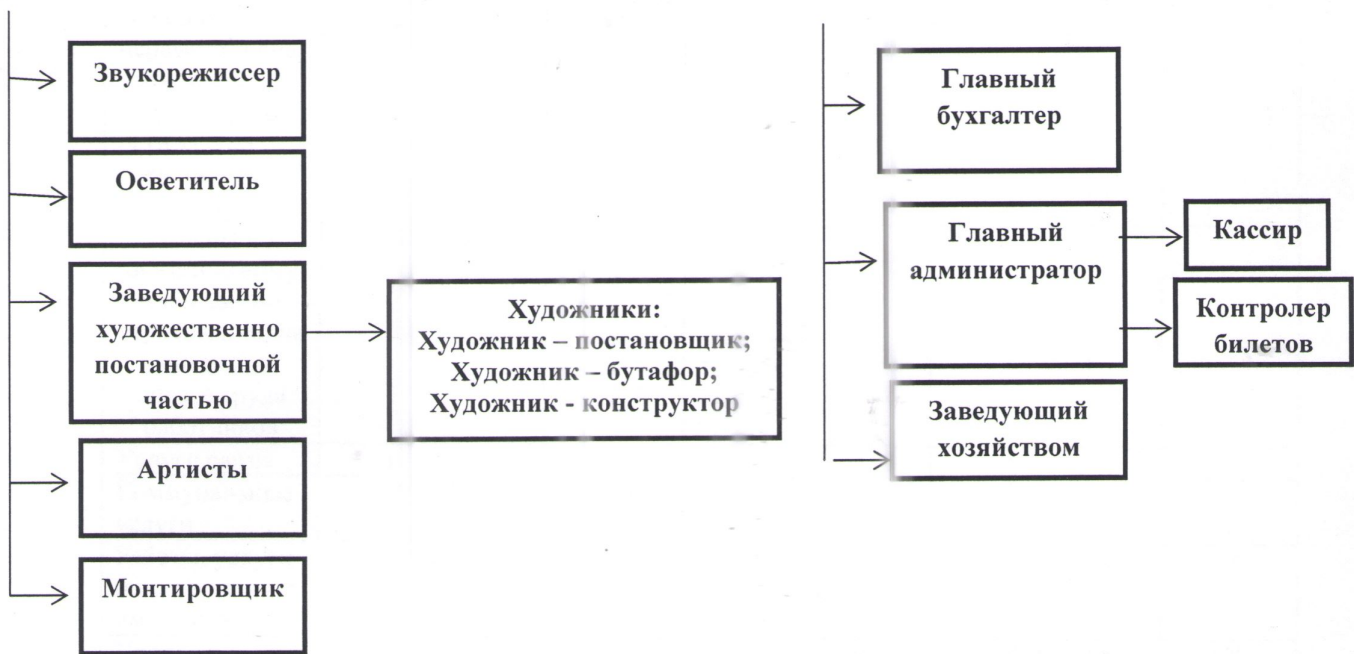 Звукорежиссер
Осветитель
Заведующий
художественно
постановочной
частью
Художники:
Художник – постановщик;
Художник – бутафор;
Художник - конструктор
Артисты
Монтировщик
Главный
бухгалтер
Главный
администратор
Кассир
Контролер
билетов
Заведующий
хозяйством